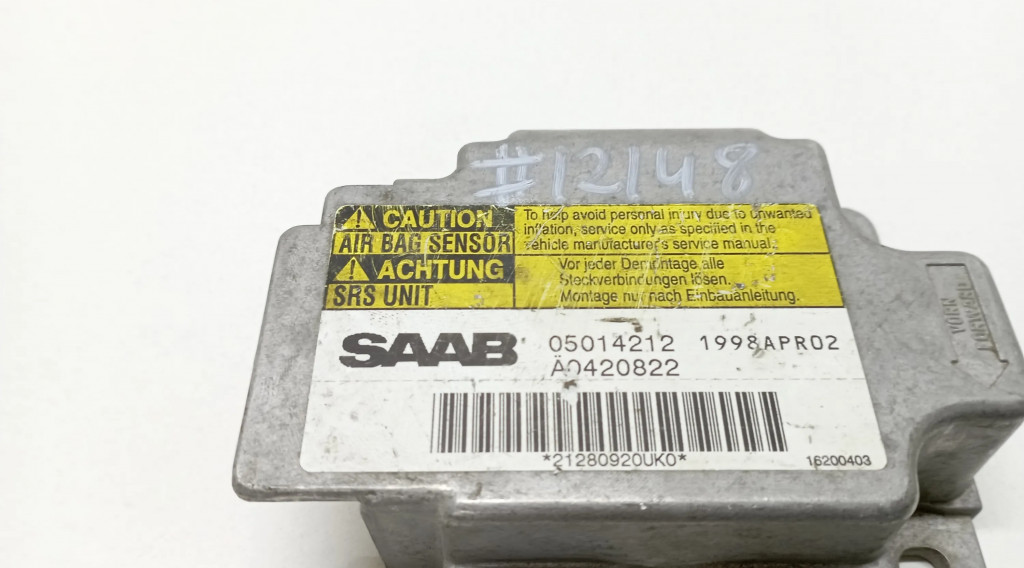 #12148
CAUTION
AIR BAG SENSOR
To help avoid personal injury due to unwanted
inflation, service only as specified in the
vehicle manufacturer's service manual.
ACHTUNG
SRS UNIT
Vor jeder Demontage alle
Steckverbindungen lösen.
Montage nur nach Einbauanleitung.
SAAB
05014212 1998APR02
A0420822
*21280920UK0*
16200403
VORN
FORWARD